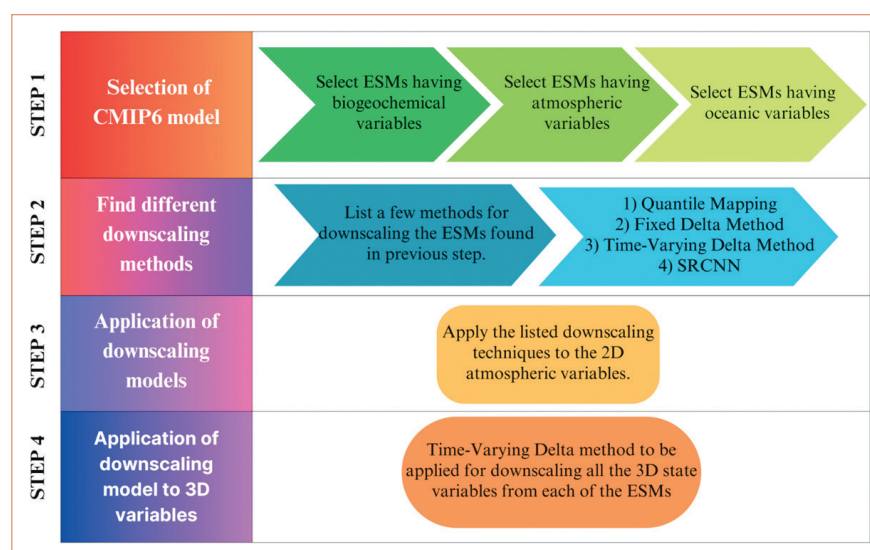 STEP 1
Selection of
CMIP6 model
Select ESMs having
biogeochemical
variables
Select ESMs having
atmospheric
variables
Select ESMs having
oceanic variables
STEP 2
Find different
downscaling
methods
List a few methods for
downscaling the ESMs found
in previous step.
1) Quantile Mapping
2) Fixed Delta Method
3) Time-Varying Delta Method
4) SRCNN
STEP 3
Application of
downscaling
models
Apply the listed downscaling
techniques to the 2D
atmospheric variables.
STEP 4
Application of
downscaling
model to 3D
variables
Time-Varying Delta method to be
applied for downscaling all the 3D state
variables from each of the ESMs